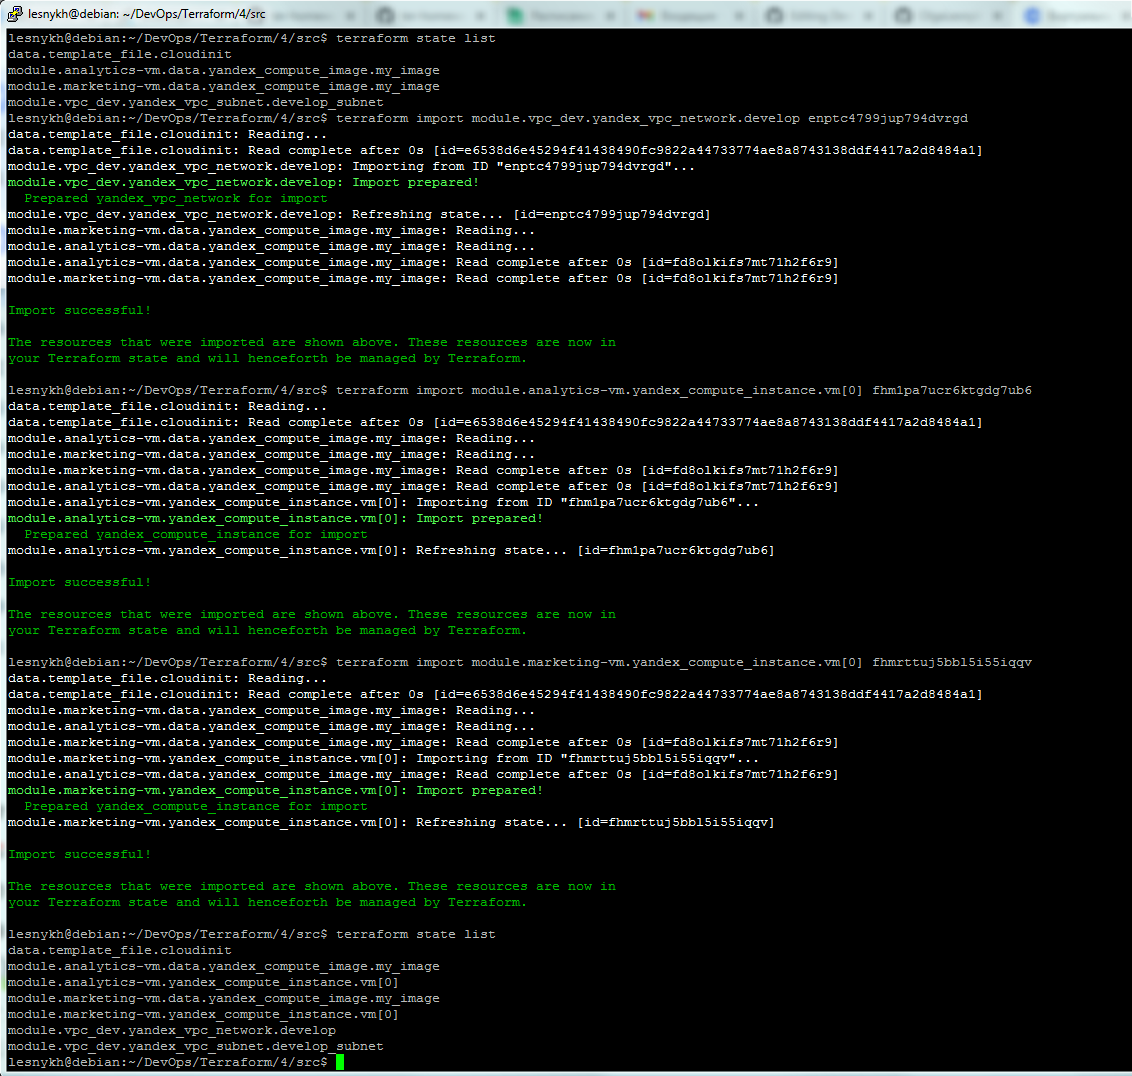 lesnykh@debian: ~/DevOps/Terraform/4/src
lesnykh@debian:~/DevOps/Terraform/4/src$ terraform state list
data.template_file.cloudinit
module.analytics-vm.data.yandex_compute_image.my_image
module.marketing-vm.data.yandex_compute_image.my_image
module.vpc_dev.yandex_vpc_subnet.develop_subnet
lesnykh@debian:~/DevOps/Terraform/4/src$ terraform import module.vpc_dev.yandex_vpc_network.develop enptc4799jup794dvrgd
data.template_file.cloudinit: Reading...
data.template_file.cloudinit: Read complete after 0s [id=e6538d6e45294f41438490fc9822a44733774ae8a8743138ddf4417a2d8484a1]
module.vpc_dev.yandex_vpc_network.develop: Importing from ID "enptc4799jup794dvrgd"...
module.vpc_dev.yandex_vpc_network.develop: Import prepared!
  Prepared yandex_vpc_network for import
module.vpc_dev.yandex_vpc_network.develop: Refreshing state... [id=enptc4799jup794dvrgd]
module.marketing-vm.data.yandex_compute_image.my_image: Reading...
module.analytics-vm.data.yandex_compute_image.my_image: Reading...
module.analytics-vm.data.yandex_compute_image.my_image: Read complete after 0s [id=fd8olkifs7mt71h2f6r9]
module.marketing-vm.data.yandex_compute_image.my_image: Read complete after 0s [id=fd8olkifs7mt71h2f6r9]
Import successful!
The resources that were imported are shown above. These resources are now in
your Terraform state and will henceforth be managed by Terraform.
lesnykh@debian:~/DevOps/Terraform/4/src$ terraform import module.analytics-vm.yandex_compute_instance.vm[0] fhm1pa7ucr6ktgdg7ub6
data.template_file.cloudinit: Reading...
data.template_file.cloudinit: Read complete after 0s [id=e6538d6e45294f41438490fc9822a44733774ae8a8743138ddf4417a2d8484a1]
module.analytics-vm.data.yandex_compute_image.my_image: Reading...
module.marketing-vm.data.yandex_compute_image.my_image: Reading...
module.marketing-vm.data.yandex_compute_image.my_image: Read complete after 0s [id=fd8olkifs7mt71h2f6r9]
module.analytics-vm.data.yandex_compute_image.my_image: Read complete after 0s [id=fd8olkifs7mt71h2f6r9]
module.analytics-vm.yandex_compute_instance.vm[0]: Importing from ID "fhm1pa7ucr6ktgdg7ub6"...
module.analytics-vm.yandex_compute_instance.vm[0]: Import prepared!
  Prepared yandex_compute_instance for import
module.analytics-vm.yandex_compute_instance.vm[0]: Refreshing state... [id=fhm1pa7ucr6ktgdg7ub6]
Import successful!
The resources that were imported are shown above. These resources are now in
your Terraform state and will henceforth be managed by Terraform.
lesnykh@debian:~/DevOps/Terraform/4/src$ terraform import module.marketing-vm.yandex_compute_instance.vm[0] fhmrttuj5bbl5i55iqqv
data.template_file.cloudinit: Reading...
data.template_file.cloudinit: Read complete after 0s [id=e6538d6e45294f41438490fc9822a44733774ae8a8743138ddf4417a2d8484a1]
module.marketing-vm.data.yandex_compute_image.my_image: Reading...
module.analytics-vm.data.yandex_compute_image.my_image: Reading...
module.marketing-vm.data.yandex_compute_image.my_image: Read complete after 0s [id=fd8olkifs7mt71h2f6r9]
module.marketing-vm.yandex_compute_instance.vm[0]: Importing from ID "fhmrttuj5bbl5i55iqqv"...
module.analytics-vm.data.yandex_compute_image.my_image: Read complete after 0s [id=fd8olkifs7mt71h2f6r9]
module.marketing-vm.yandex_compute_instance.vm[0]: Import prepared!
  Prepared yandex_compute_instance for import
module.marketing-vm.yandex_compute_instance.vm[0]: Refreshing state... [id=fhmrttuj5bbl5i55iqqv]
Import successful!
The resources that were imported are shown above. These resources are now in
your Terraform state and will henceforth be managed by Terraform.
lesnykh@debian:~/DevOps/Terraform/4/src$ terraform state list
data.template_file.cloudinit
module.analytics-vm.data.yandex_compute_image.my_image
module.analytics-vm.yandex_compute_instance.vm[0]
module.marketing-vm.data.yandex_compute_image.my_image
module.marketing-vm.yandex_compute_instance.vm[0]
module.vpc_dev.yandex_vpc_network.develop
module.vpc_dev.yandex_vpc_subnet.develop_subnet
lesnykh@debian:~/DevOps/Terraform/4/src$